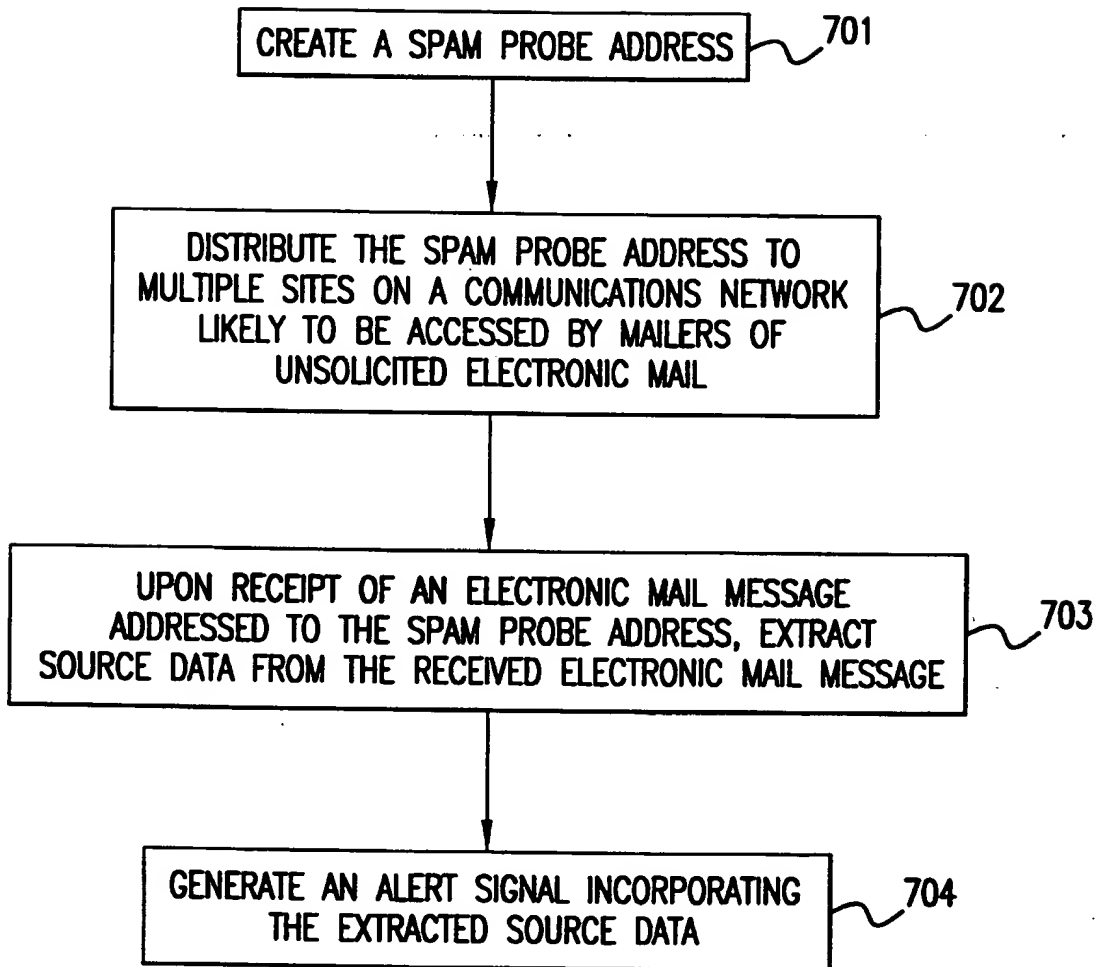 CREATE A SPAM PROBE ADDRESS
701
DISTRIBUTE THE SPAM PROBE ADDRESS TO
MULTIPLE SITES ON A COMMUNICATIONS NETWORK
LIKELY TO BE ACCESSED BY MAILERS OF
UNSOLICITED ELECTRONIC MAIL
702
UPON RECEIPT OF AN ELECTRONIC MAIL MESSAGE
ADDRESSED TO THE SPAM PROBE ADDRESS, EXTRACT
SOURCE DATA FROM THE RECEIVED ELECTRONIC MAIL MESSAGE
703
GENERATE AN ALERT SIGNAL INCORPORATING
THE EXTRACTED SOURCE DATA
704